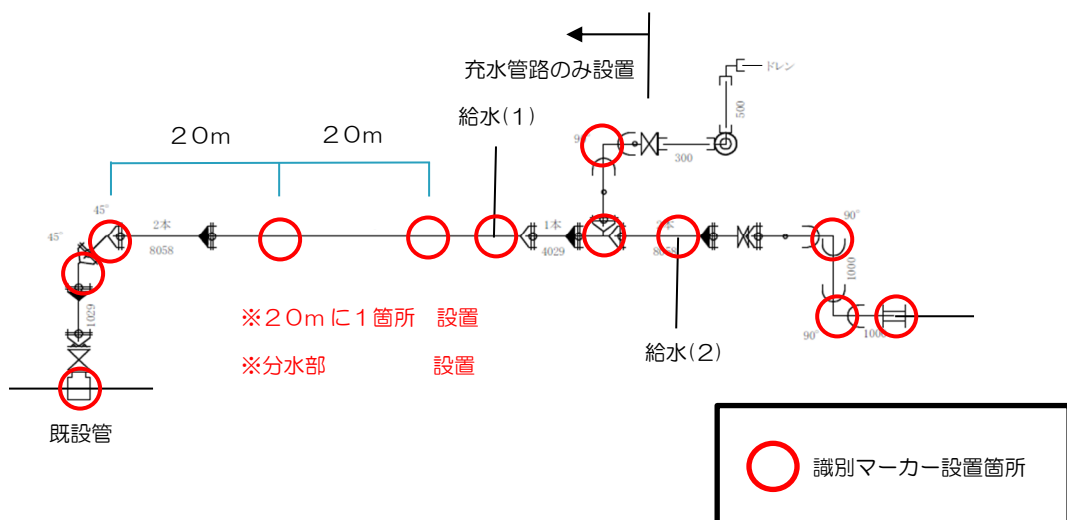 充水管路のみ設置
ドレン
給水(1)
500
20m
20m
9
300
45°
45°
2本
8058
1本
4029
8058
90°
1000
1029
※20mに1箇所 設置
※分水部 設置
90°
1000
給水(2)
既設管
識別マーカー設置箇所